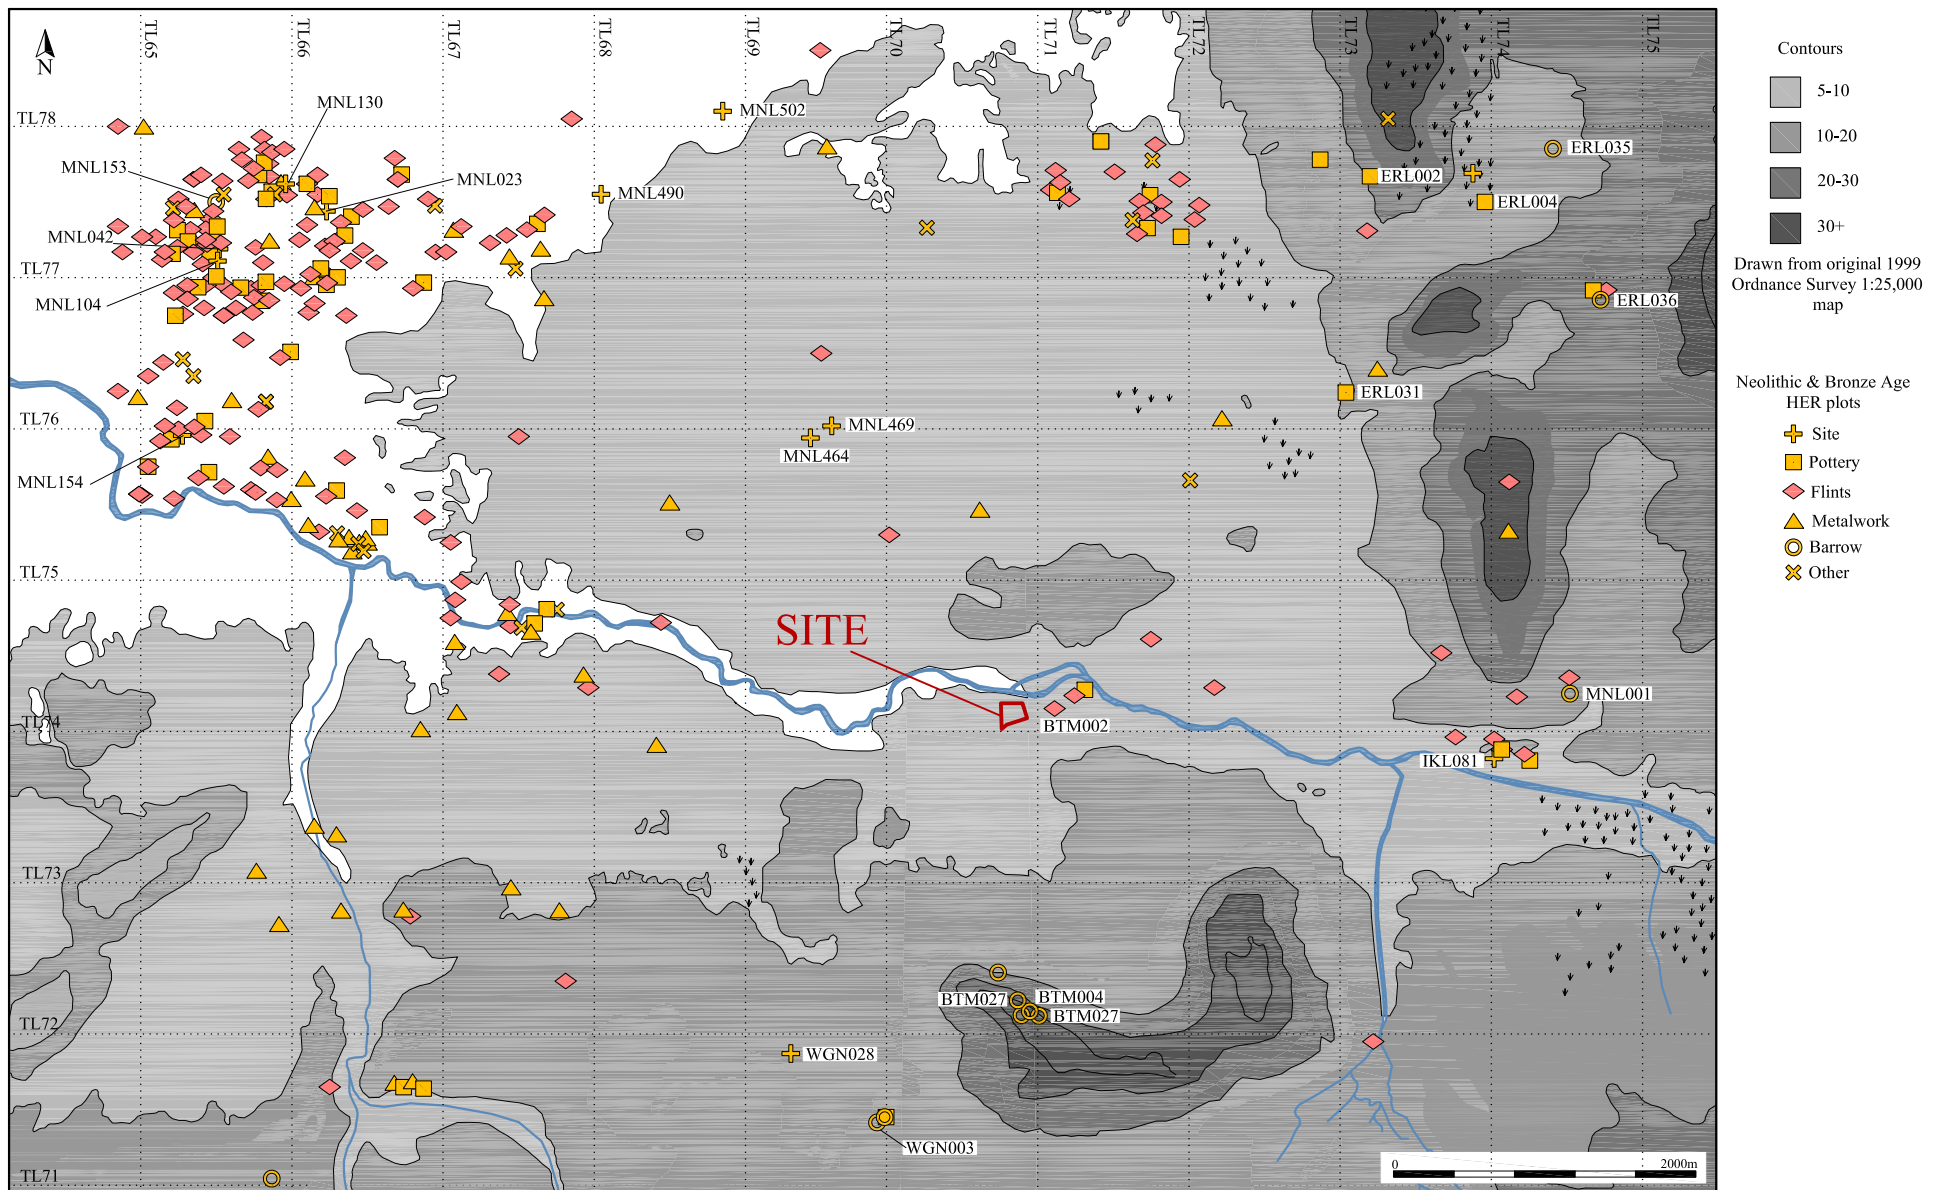 TL65
TL66
TL67
TL68
TL69
TL70
TL71
TL72
TL73
TL74
TL75
N
TL78
TL77
TL76
TL75
TL74
TL73
TL72
TL71
MNL130
MNL502
MNL153
MNL023
MNL490
MNL042
MNL104
ERL035
ERL002
ERL004
ERL036
ERL031
MNL469
MNL464
MNL154
SITE
MNL001
BTM002
IKL081
BTM027
BTM004
BTM027
WGN028
WGN003
0
2000m
Contours
5-10
10-20
20-30
30+
Drawn from original 1999
Ordnance Survey 1:25,000
map
Neolithic & Bronze Age
HER plots
Site
Pottery
Flints
Metalwork
Barrow
Other